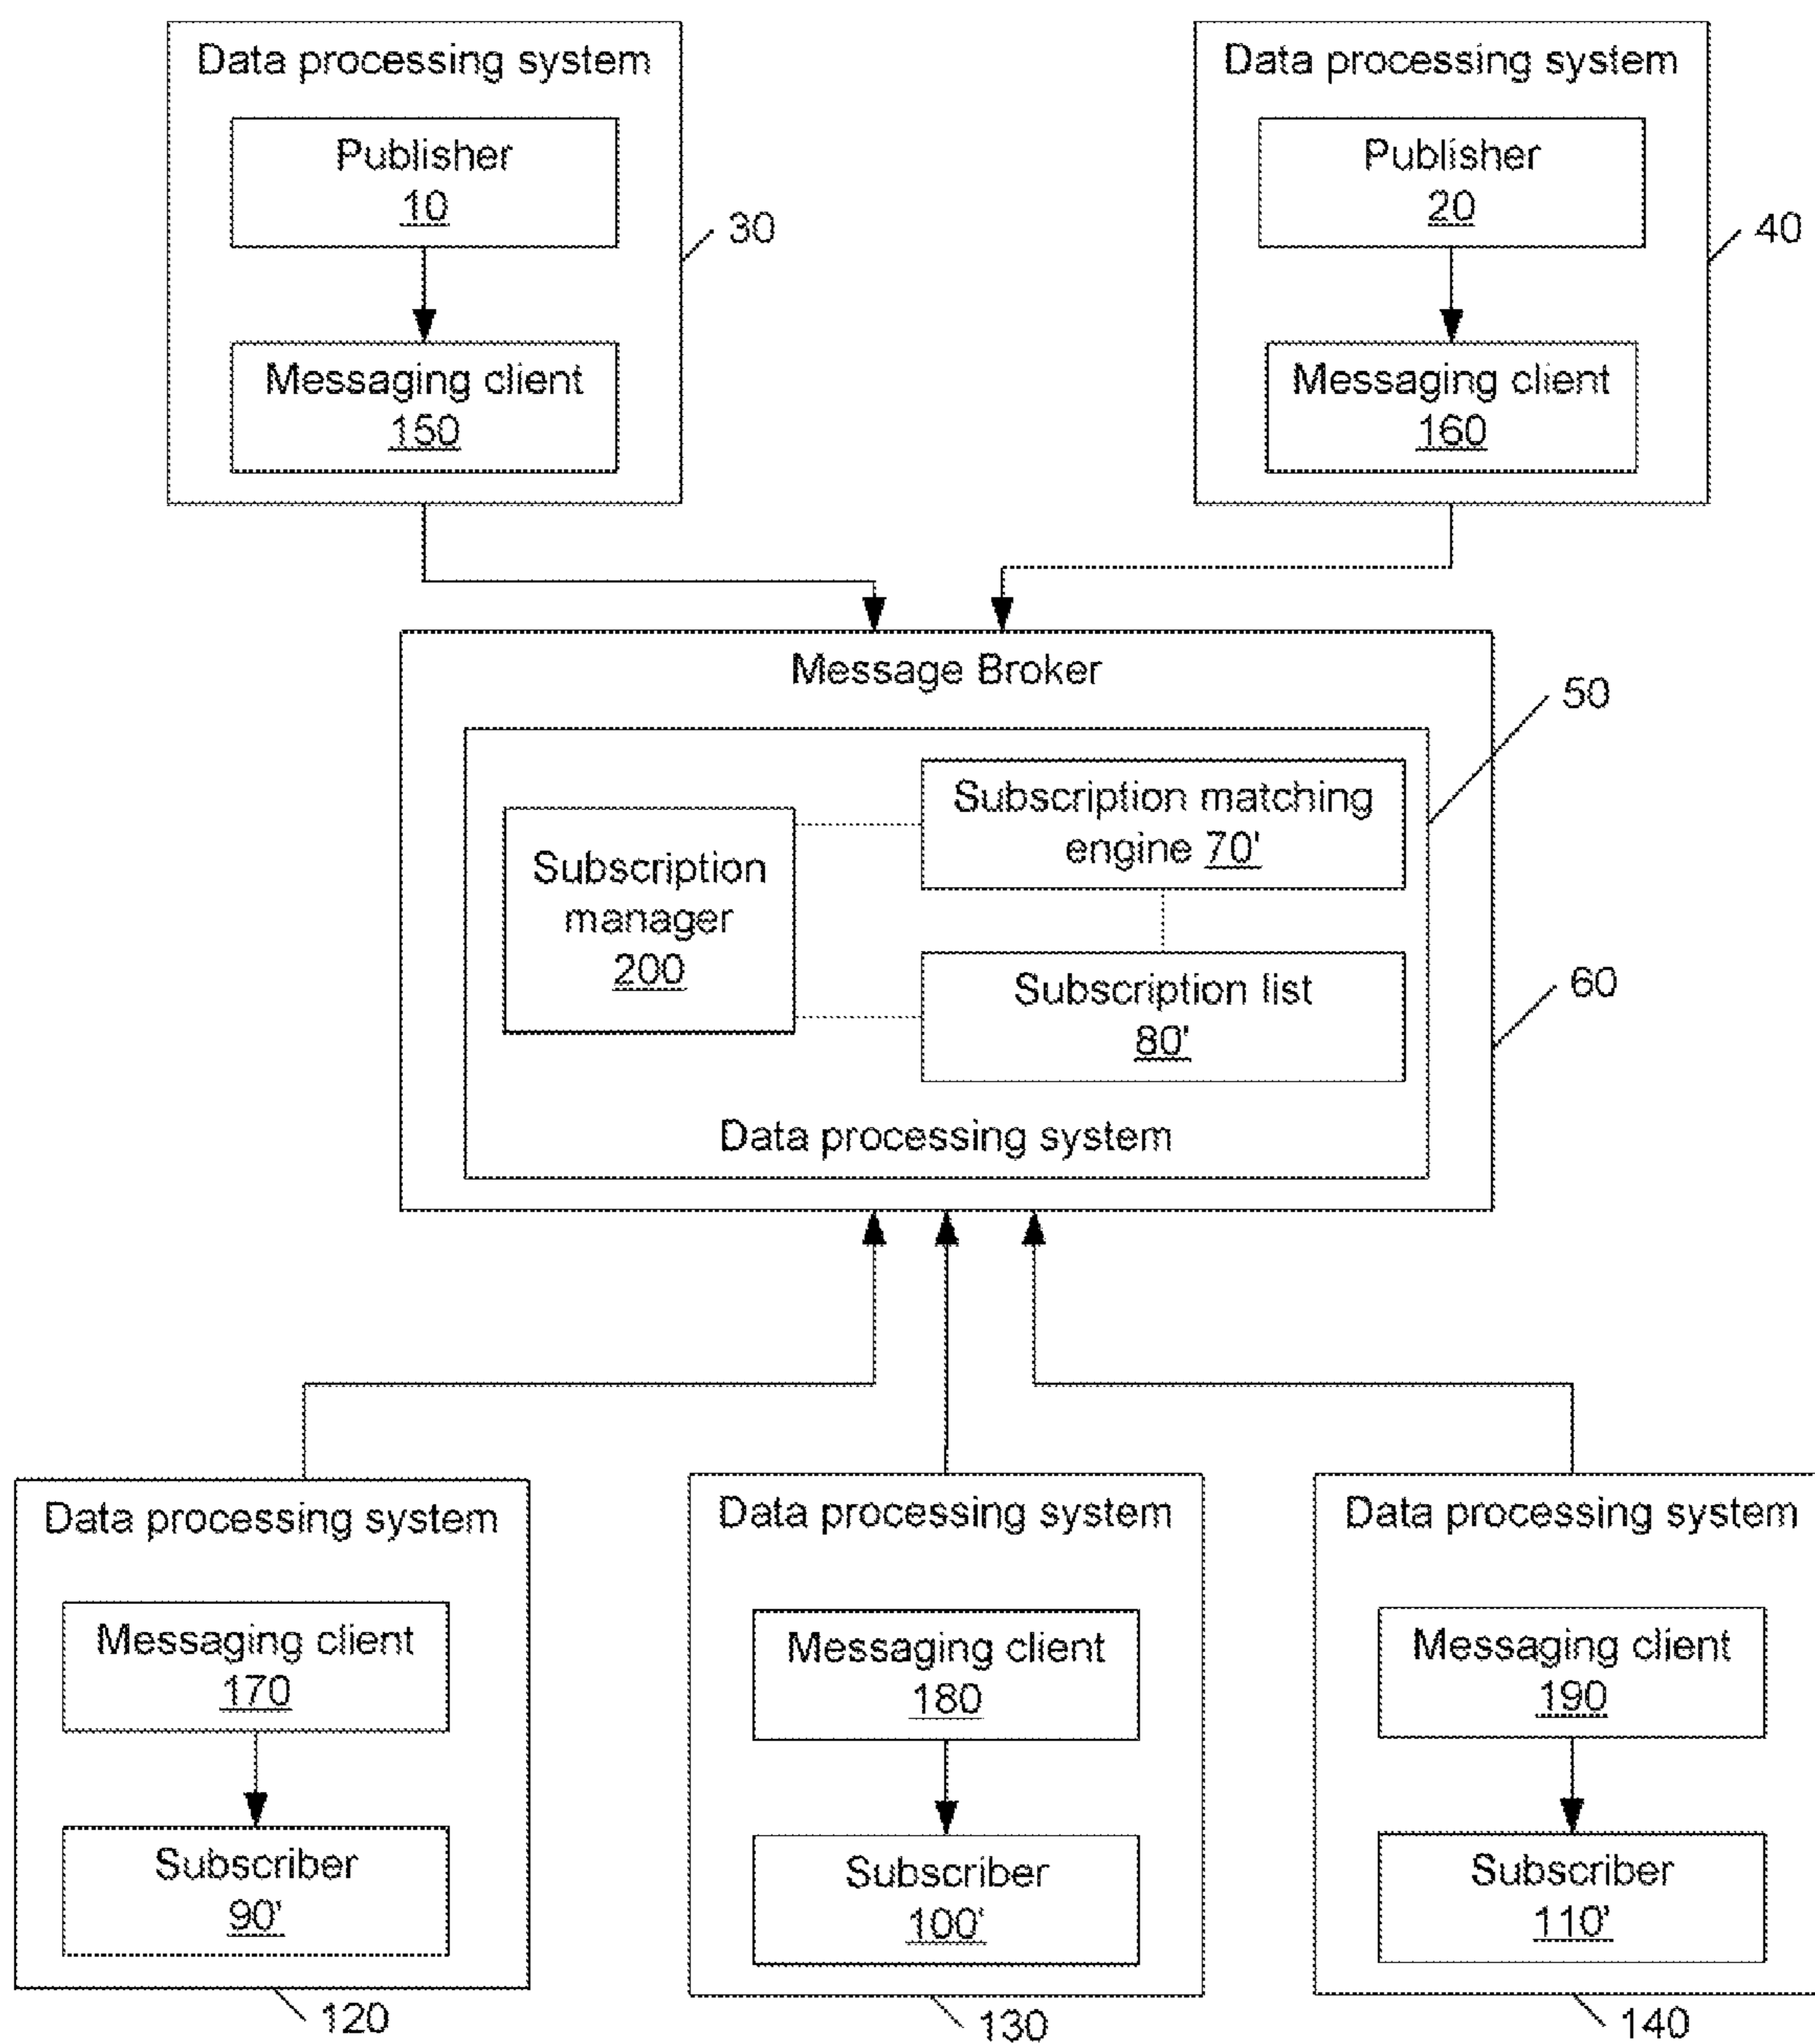 Data processing system
Publisher
10
Messaging client
150
30
Data processing system
Publisher
20
Messaging client
160
40
Message Broker
50
Subscription manager
200
Subscription matching
engine 70'
Subscription list
80'
60
Data processing system
Data processing system
Messaging client
170
Subscriber
90'
120
Data processing system
Messaging client
180
Subscriber
100'
130
Data processing system
Messaging client
190
Subscriber
110'
140